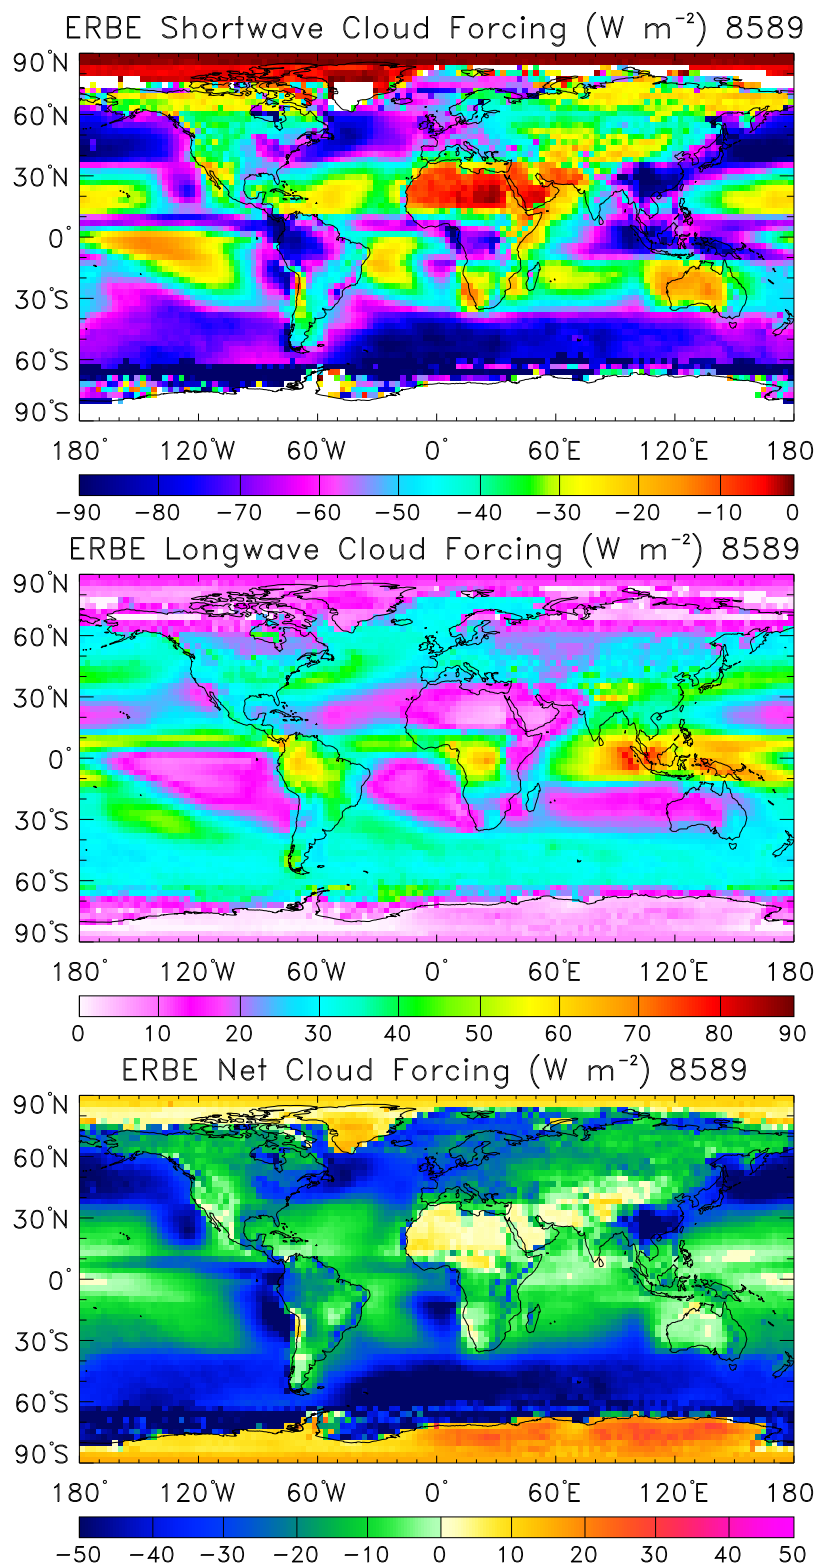 ERBE Shortwave Cloud Forcing (W m⁻²) 8589
90°N
60°N
30°N
0°
30°S
60°S
90°S
180° 120°W 60°W 0° 60°E 120°E 180
−90 −80 −70 −60 −50 −40 −30 −20 −10 0
ERBE Longwave Cloud Forcing (W m⁻²) 8589
90°N
60°N
30°N
0°
30°S
60°S
90°S
180° 120°W 60°W 0° 60°E 120°E 180
0 10 20 30 40 50 60 70 80 90
ERBE Net Cloud Forcing (W m⁻²) 8589
90°N
60°N
30°N
0°
30°S
60°S
90°S
180° 120°W 60°W 0° 60°E 120°E 180
−50 −40 −30 −20 −10 0 10 20 30 40 50